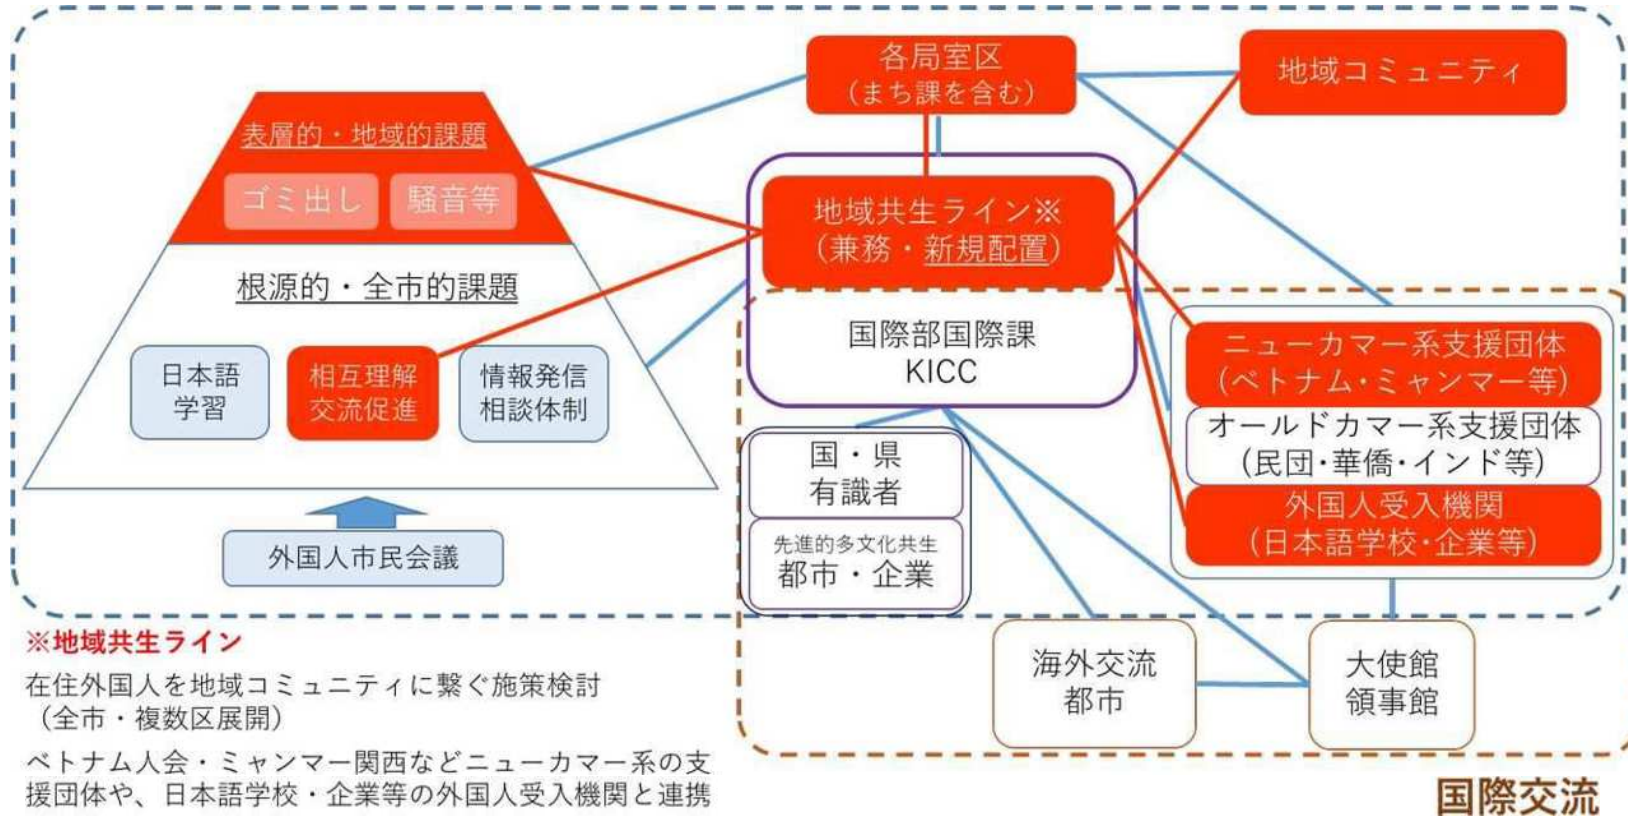 各局室区
(まち課を含む)
地域コミュニティ
表層的・地域的課題
ゴミ出し
騒音等
地域共生ライン※
(兼務・新規配置)
根源的・全市的課題
日本語
学習
相互理解
交流促進
情報発信
相談体制
国際部国際課
KICC
ニューカマー系支援団体
(ベトナム・ミャンマー等)
オールドカマー系支援団体
(民団・華僑・インド等)
外国人受入機関
(日本語学校・企業等)
国・県
有識者
先進的多文化共生
都市・企業
外国人市民会議
海外交流
都市
大使館
領事館
※地域共生ライン
在住外国人を地域コミュニティに繋ぐ施策検討
(全市・複数区展開)
ベトナム人会・ミャンマー関西などニューカマー系の支
援団体や、日本語学校・企業等の外国人受入機関と連携
国際交流